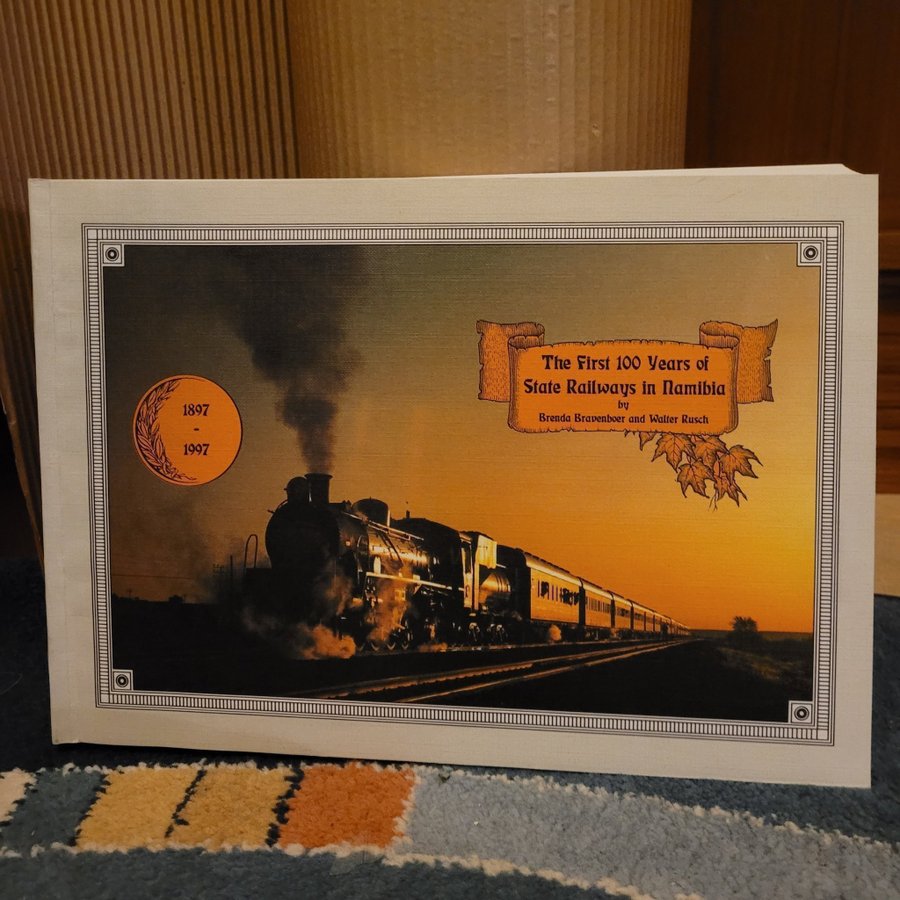 The First 100 Years of
State Railways in Namibia
by
Brenda Bravenboer and Walter Rusch
1897
-
1997